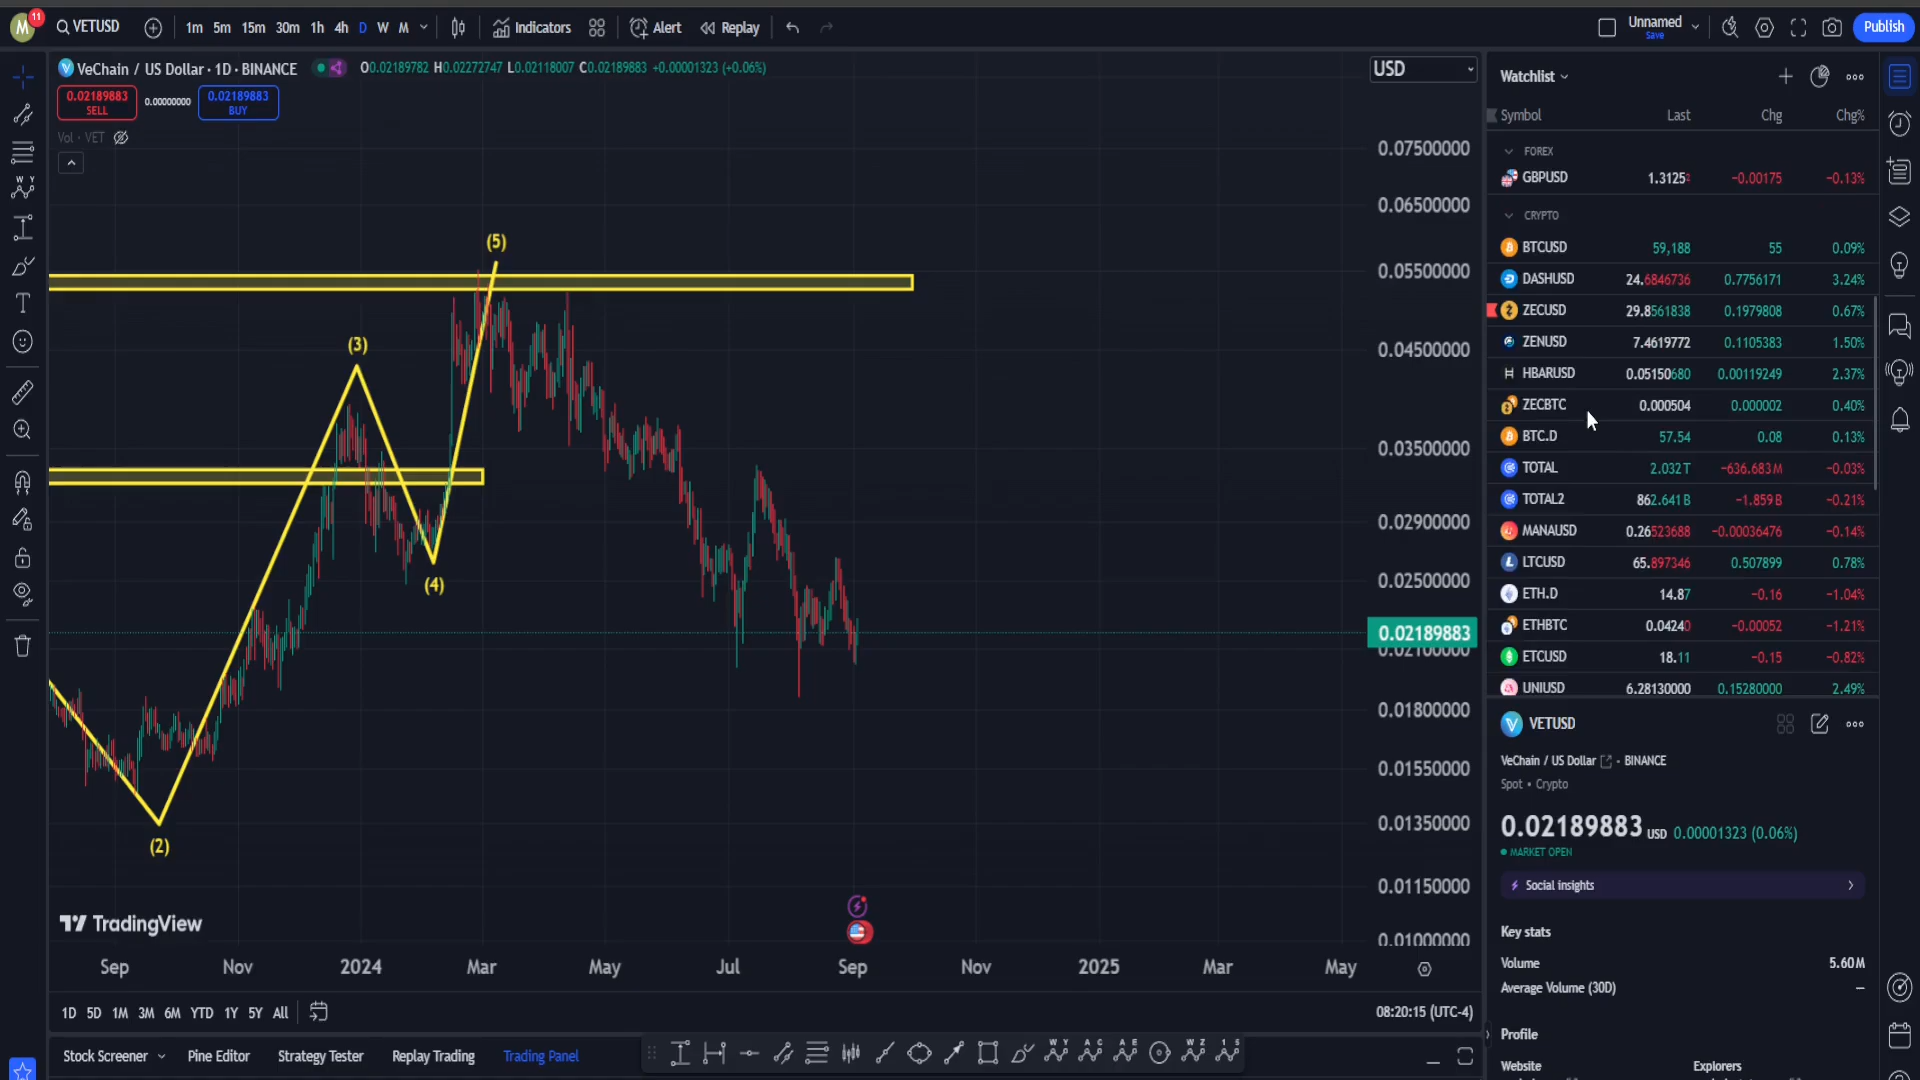 M 11 VETUSD 1m 5m 15m 30m 1h 4h D W M Indicators Alert Replay Unnamed Save Publish
VeChain / US Dollar · 1D · BINANCE O0.02189782 H0.02272747 L0.02118007 C0.02189883 +0.00001323 (+0.06%)
USD
0.02189883 SELL 0.0000000 0.02189883 BUY
Vol · VET
(5)
(3)
(4)
(2)
0.07500000
0.06500000
0.05500000
0.04500000
0.03500000
0.02900000
0.02500000
0.02189883
0.02100000
0.01800000
0.01550000
0.01350000
0.01150000
0.01000000
TradingView
Sep Nov 2024 Mar May Jul Sep Nov 2025 Mar May
1D 5D 1M 3M 6M YTD 1Y 5Y All 08:20:15 (UTC-4)
Stock Screener Pine Editor Strategy Tester Replay Trading Trading Panel
Watchlist
Symbol Last Chg Chg%
FOREX
GBPUSD 1.3125² −0.00175 −0.13%
CRYPTO
BTCUSD 59,188 55 0.09%
DASHUSD 24.6846736 0.7756171 3.24%
ZECUSD 29.8561838 0.1979808 0.67%
ZENUSD 7.4619772 0.1105383 1.50%
HBARUSD 0.05150680 0.00119249 2.37%
ZECBTC 0.000504 0.000002 0.40%
BTC.D 57.54 0.08 0.13%
TOTAL 2.032T −636.683M −0.03%
TOTAL2 862.641B −1.859B −0.21%
MANAUSD 0.26523688 −0.00036476 −0.14%
LTCUSD 65.897346 0.507899 0.78%
ETH.D 14.87 −0.16 −1.04%
ETHBTC 0.04240 −0.00052 −1.21%
ETCUSD 18.11 −0.15 −0.82%
UNIUSD 6.28130000 0.15280000 2.49%
VETUSD
VeChain / US Dollar · BINANCE
Spot • Crypto
0.02189883 USD 0.00001323 (0.06%)
MARKET OPEN
Social insights
Key stats
Volume 5.60M
Average Volume (30D) —
Profile
Website Explorers